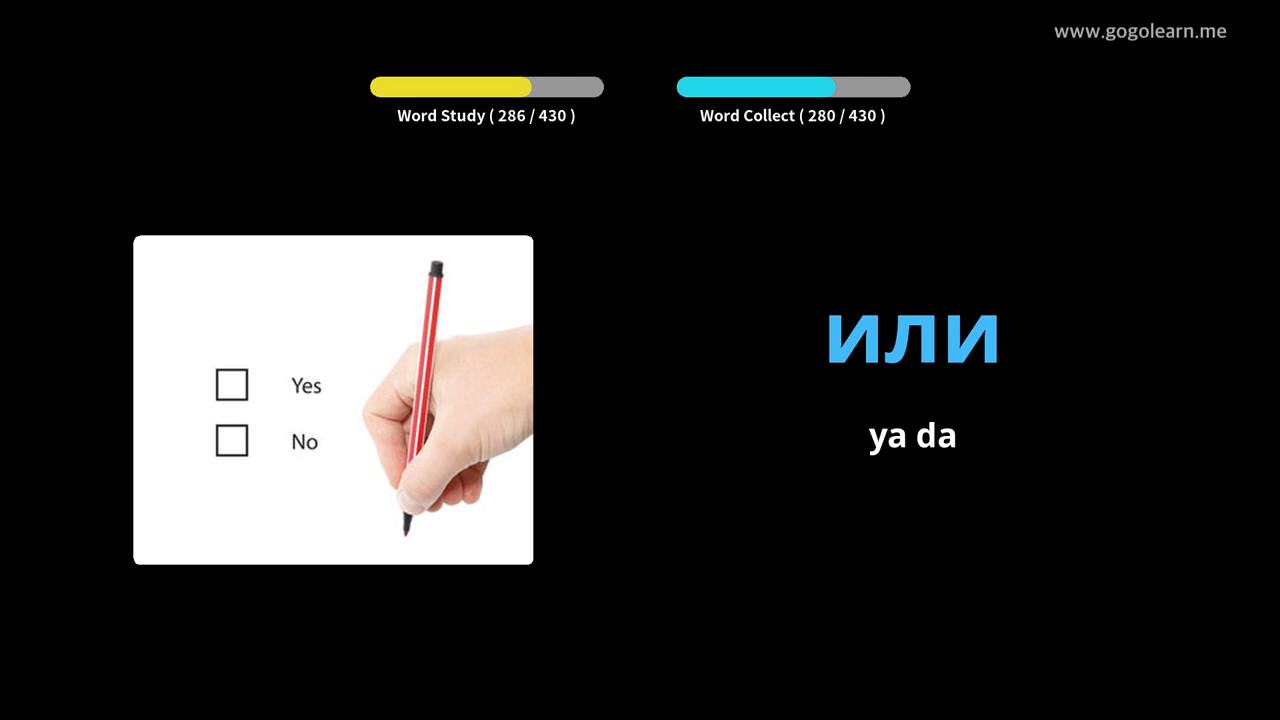 www.gogolearn.me
Word Study ( 286 / 430 )
Word Collect ( 280 / 430 )
Yes
No
или
ya da